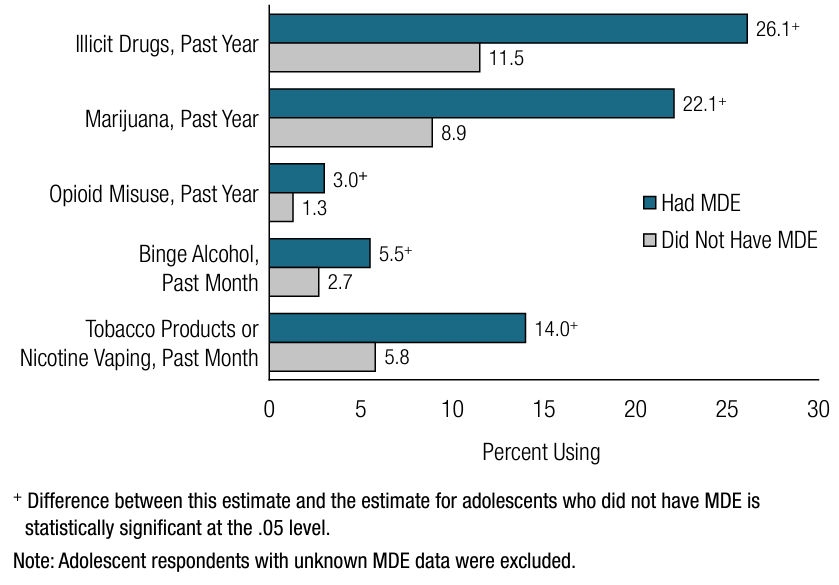 Illicit Drugs, Past Year
26.1+
11.5
Marijuana, Past Year
22.1+
8.9
Opioid Misuse, Past Year
3.0+
1.3
Had MDE
Did Not Have MDE
Binge Alcohol,
Past Month
5.5+
2.7
Tobacco Products or
Nicotine Vaping, Past Month
14.0+
5.8
0 5 10 15 20 25 30
Percent Using
+ Difference between this estimate and the estimate for adolescents who did not have MDE is
statistically significant at the .05 level.
Note: Adolescent respondents with unknown MDE data were excluded.